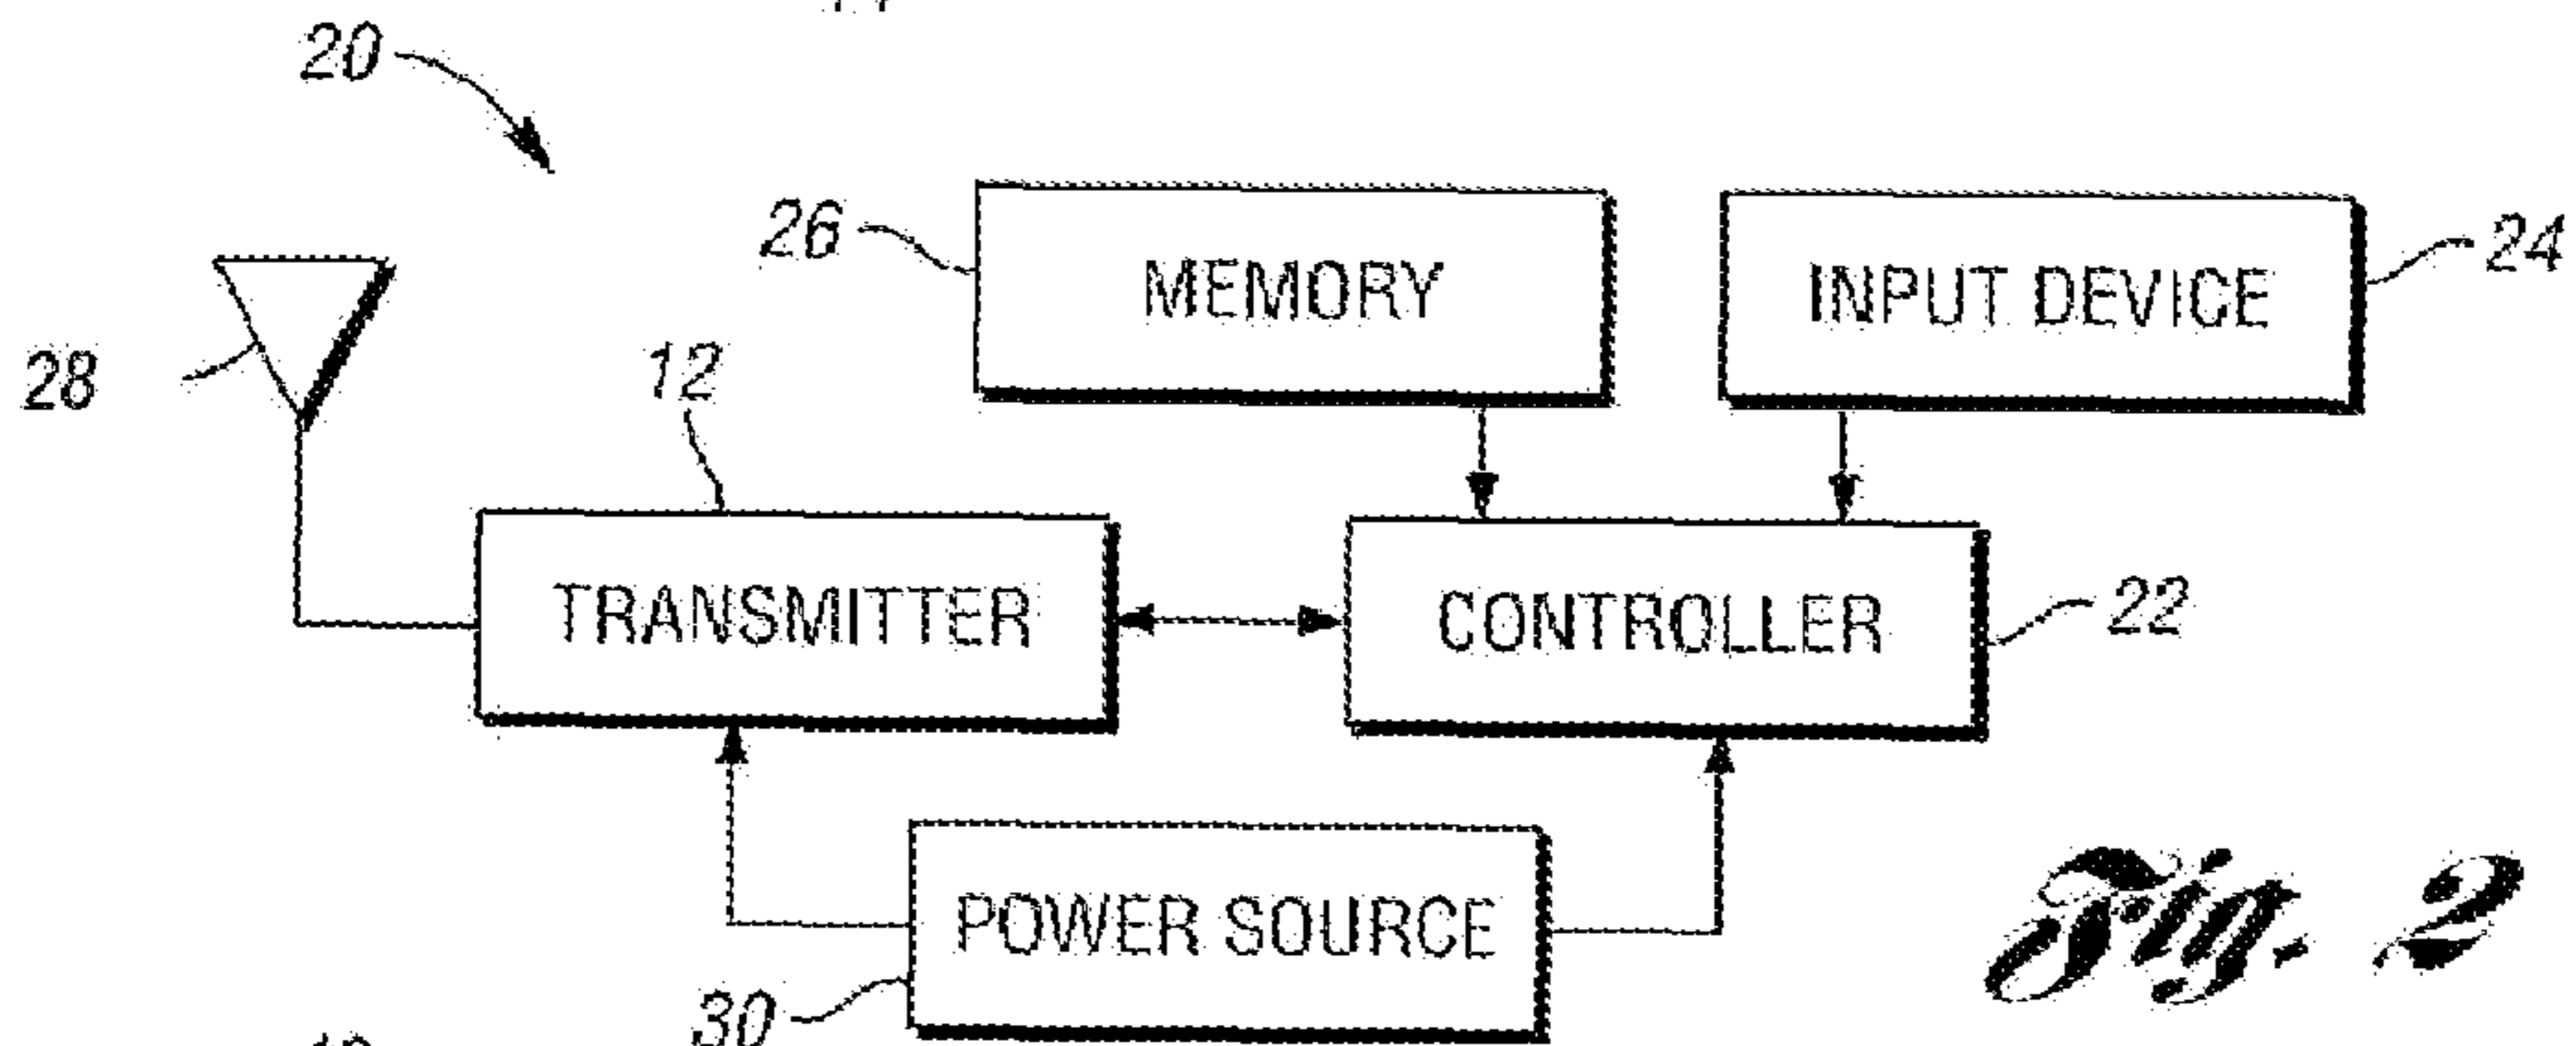 20
26
MEMORY
INPUT DEVICE
24
28
12
TRANSMITTER
CONTROLLER
22
POWER SOURCE
30
Fig. 2